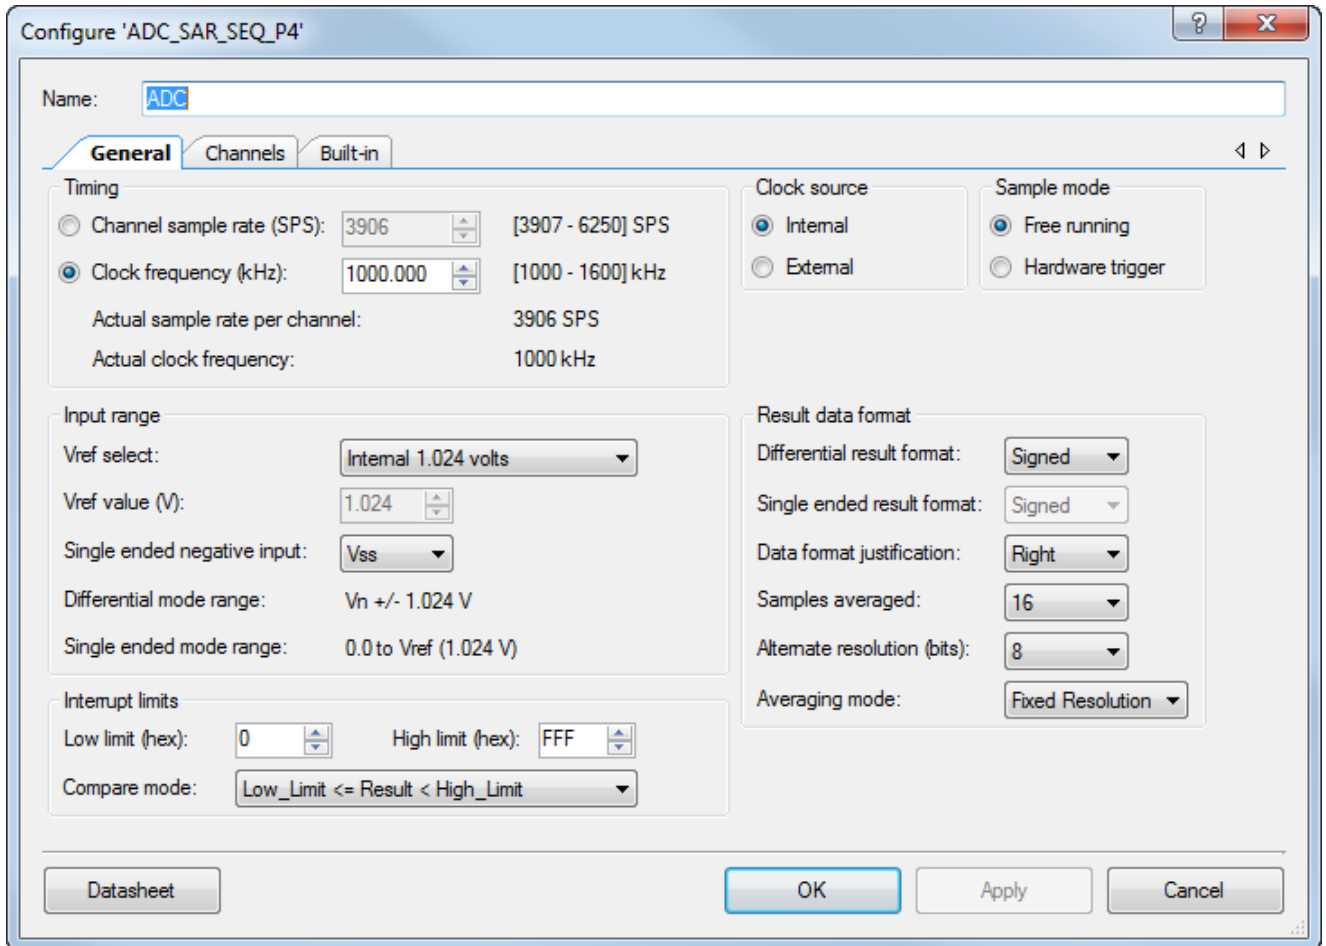 Configure 'ADC_SAR_SEQ_P4'
Name: ADC
General Channels Built-in
Timing
Channel sample rate (SPS): 3906 [3907 - 6250] SPS
Clock frequency (kHz): 1000.000 [1000 - 1600] kHz
Actual sample rate per channel: 3906 SPS
Actual clock frequency: 1000 kHz
Clock source
Internal
External
Sample mode
Free running
Hardware trigger
Input range
Vref select: Internal 1.024 volts
Vref value (V): 1.024
Single ended negative input: Vss
Differential mode range: Vn +/- 1.024 V
Single ended mode range: 0.0 to Vref (1.024 V)
Result data format
Differential result format: Signed
Single ended result format: Signed
Data format justification: Right
Samples averaged: 16
Alternate resolution (bits): 8
Averaging mode: Fixed Resolution
Interrupt limits
Low limit (hex): 0 High limit (hex): FFF
Compare mode: Low_Limit <= Result < High_Limit
Datasheet OK Apply Cancel